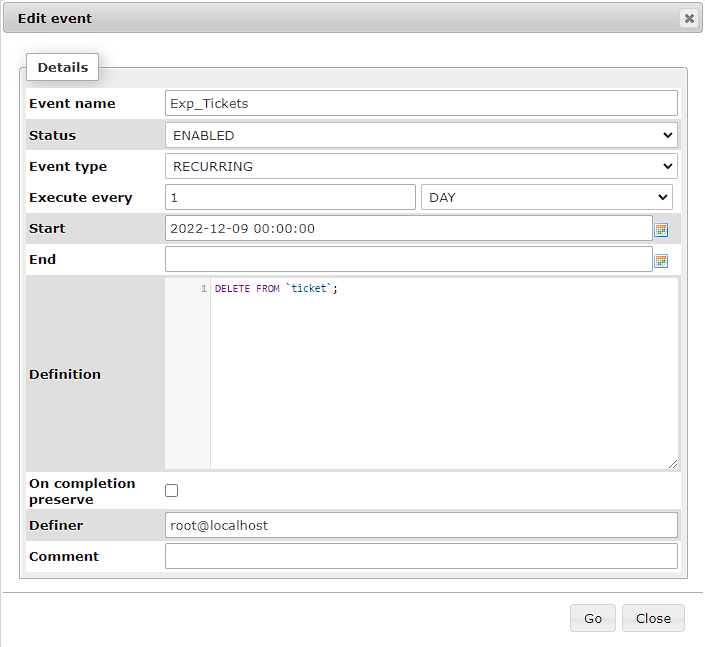 Edit event
Details
Event name Exp_Tickets
Status ENABLED
Event type RECURRING
Execute every 1 DAY
Start 2022-12-09 00:00:00
End
1 DELETE FROM `ticket`;
Definition
On completion
preserve
Definer root@localhost
Comment
Go Close